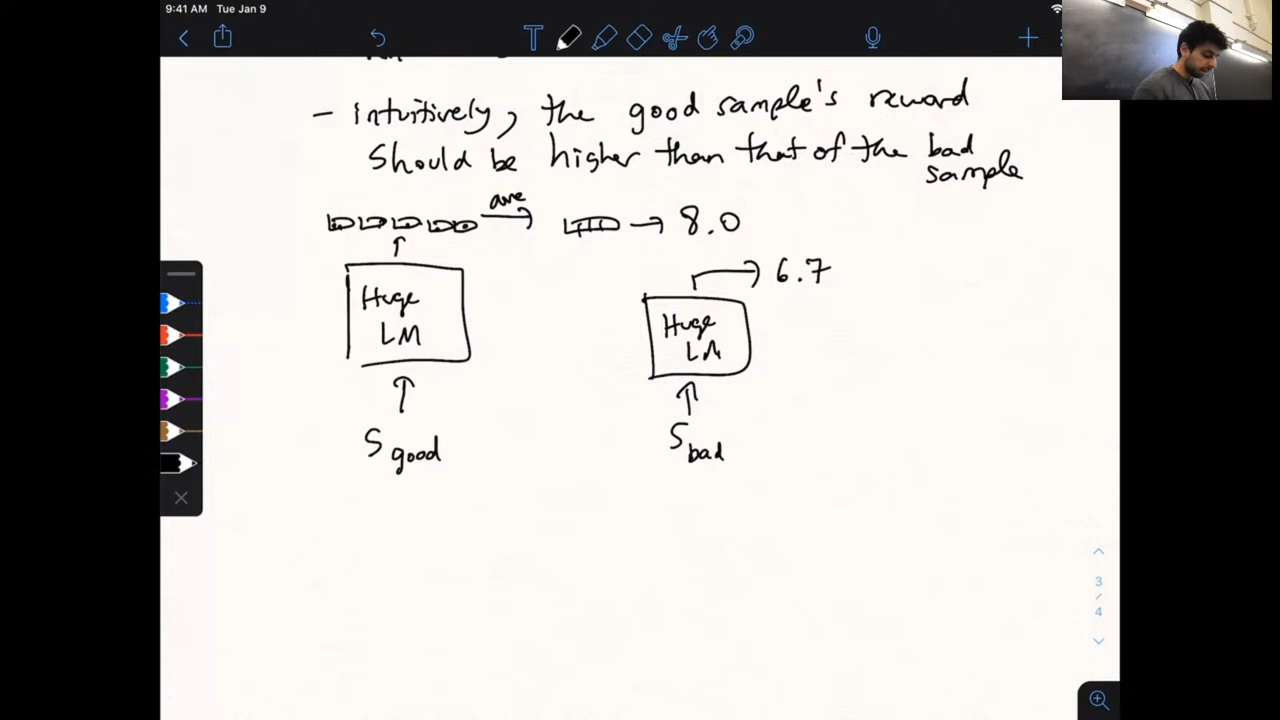 9:41 AM Tue Jan 9
T
- Intuitively, the good sample's reward
should be higher than that of the bad
sample
ave
8.0
6.7
Huge
LM
Huge
LM
S good
S bad
3
/
4